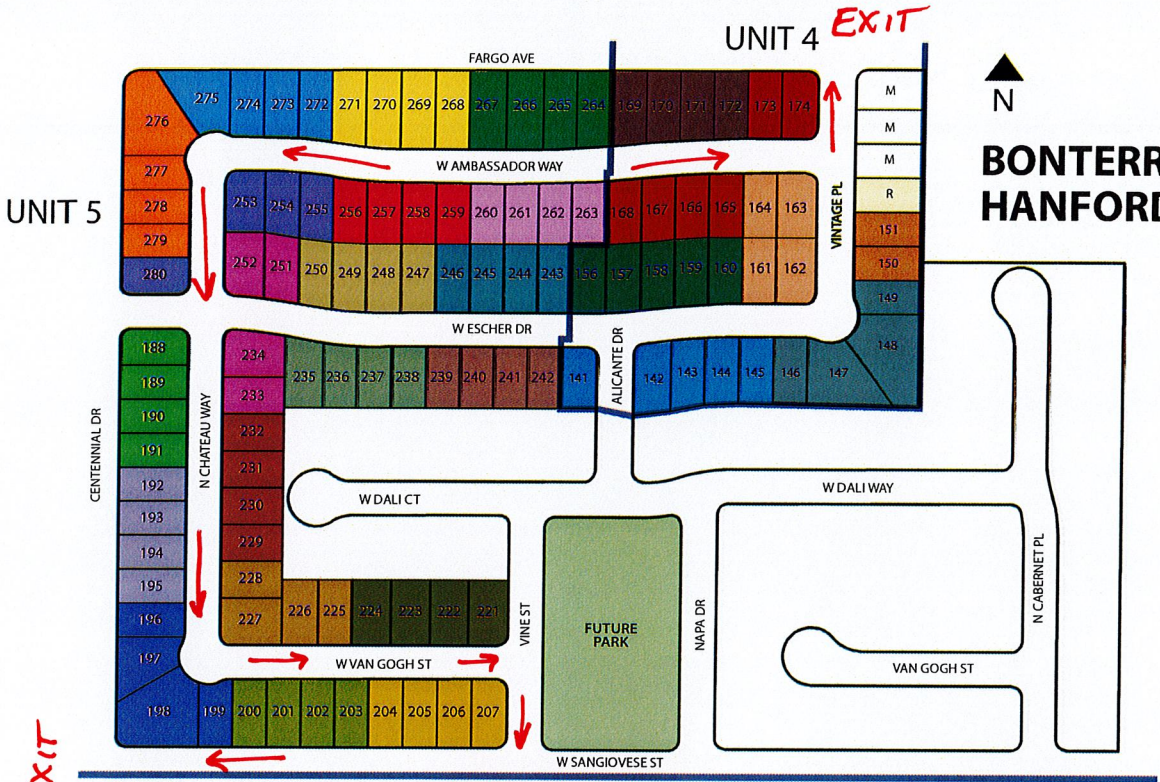 UNIT 4 EXIT
FARGO AVE
275 274 273 272 271 270 269 268 267 266 265 264 169 170 171 172 173 174 M
276
M
N
W AMBASSADOR WAY
M
BONTERR
HANFORD
277
R
UNIT 5
278 253 254 255 256 257 258 259 260 261 262 263 168 167 166 165 164 163
VINTAGE PL
151
279
252 251 250 249 248 247 246 245 244 243 156 157 158 159 160 161 162 150
280
149
W ESCHER DR
188 234
ALICANTE DR
148
235 236 237 238 239 240 241 242 141 142 143 144 145 146 147
189
233
190
232
CENTENNIAL DR
N CHATEAU WAY
191
231
192
W DALI CT
W DALI WAY
230
193
229
194
N CABERNET PL
228
195
226 225 224 223 222 221
VINE ST
NAPA DR
196 227
FUTURE
PARK
197
W VAN GOGH ST
VAN GOGH ST
198 199 200 201 202 203 204 205 206 207
W SANGIOVESE ST